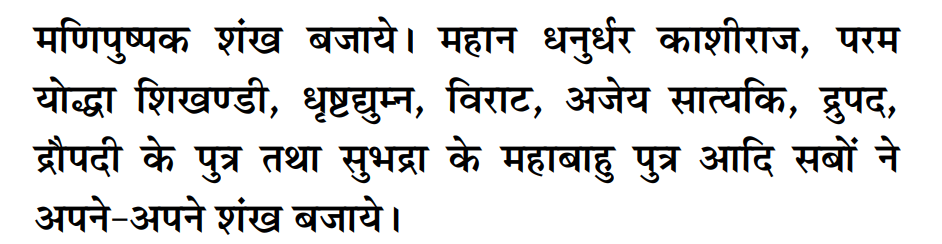 मणिपुष्पक शंख बजाये। महान धनुर्धर काशीराज, परम
योद्धा शिखण्डी, धृष्टद्युम्न, विराट, अजेय सात्यकि, द्रुपद,
द्रौपदी के पुत्र तथा सुभद्रा के महाबाहु पुत्र आदि सबों ने
अपने-अपने शंख बजाये।